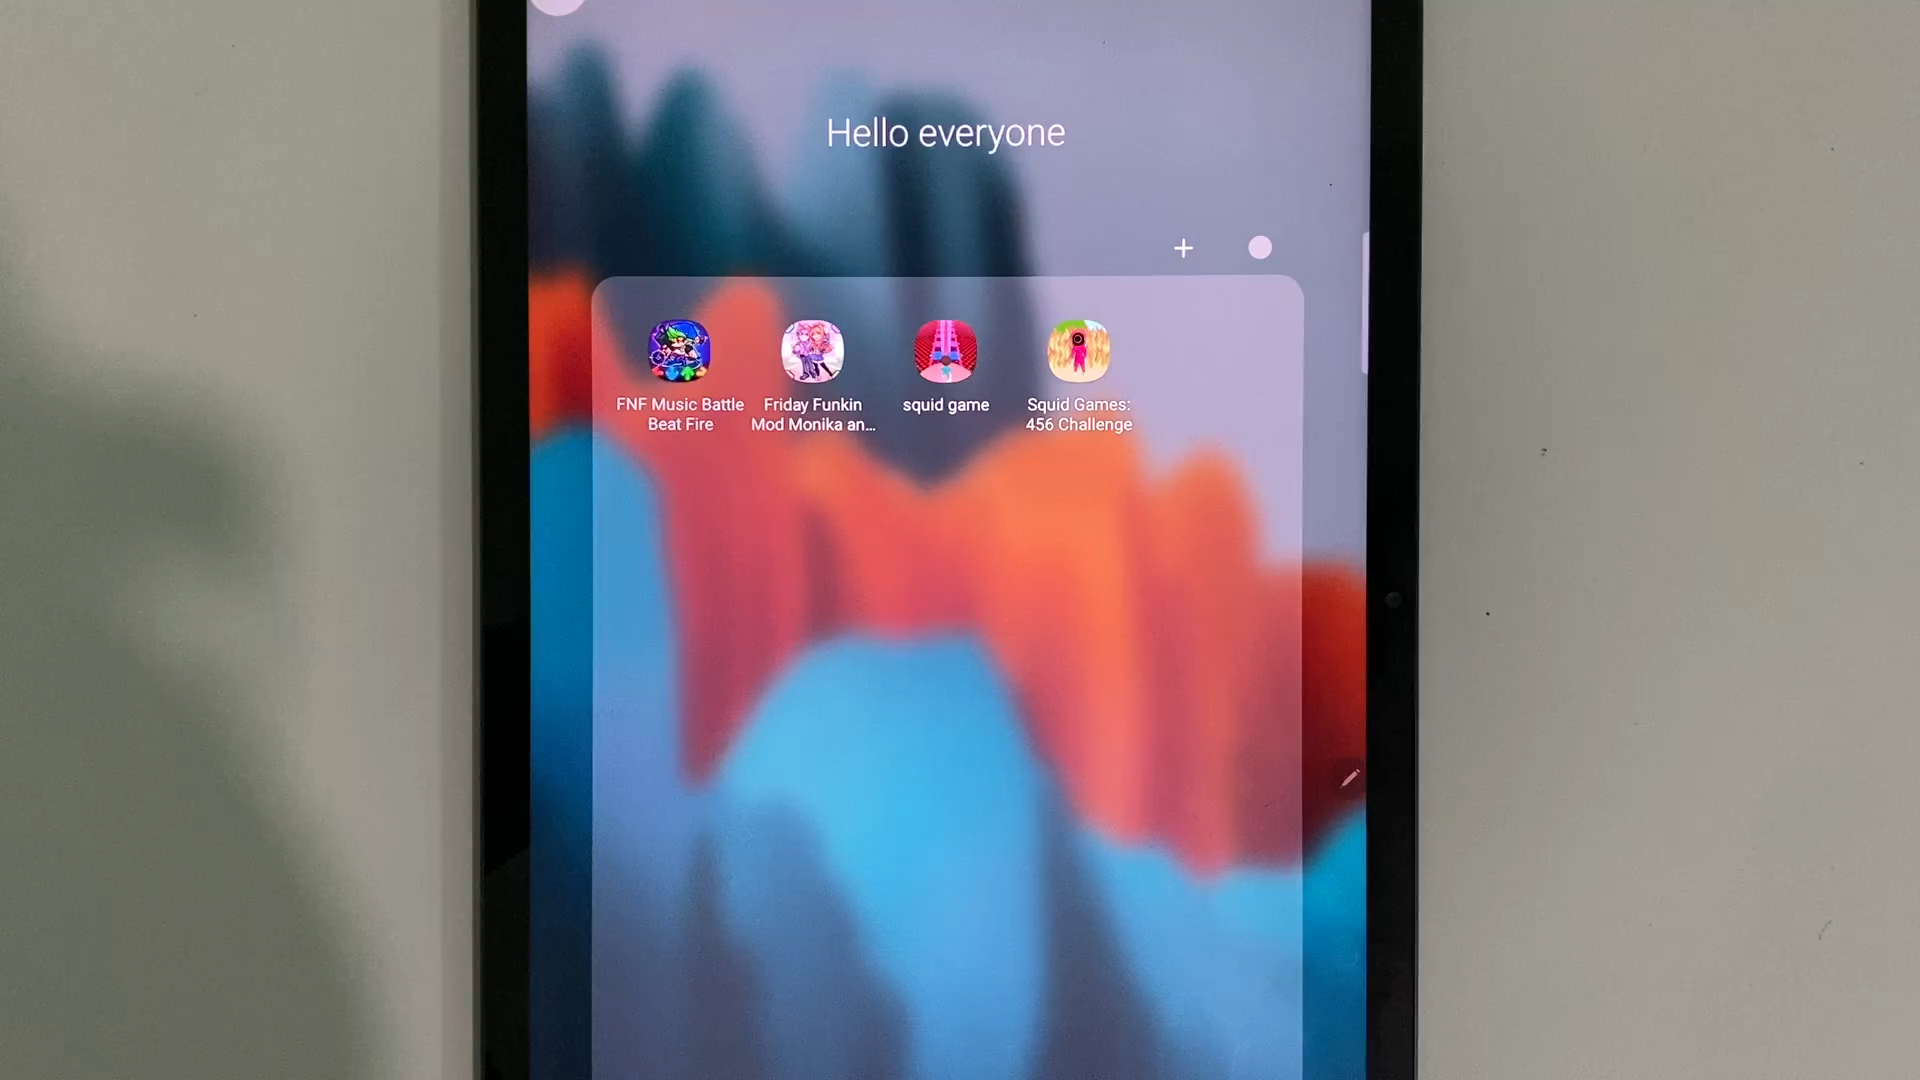 Hello everyone
FNF Music Battle
Beat Fire
Friday Funkin
Mod Monika an...
squid game
Squid Games:
456 Challenge